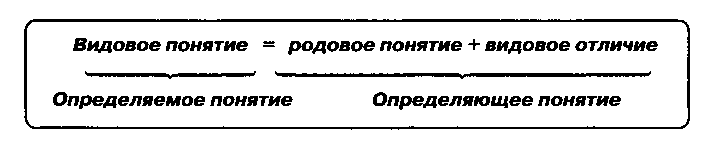 Видовое понятие = родовое понятие + видовое отличие
Определяемое понятие Определяющее понятие